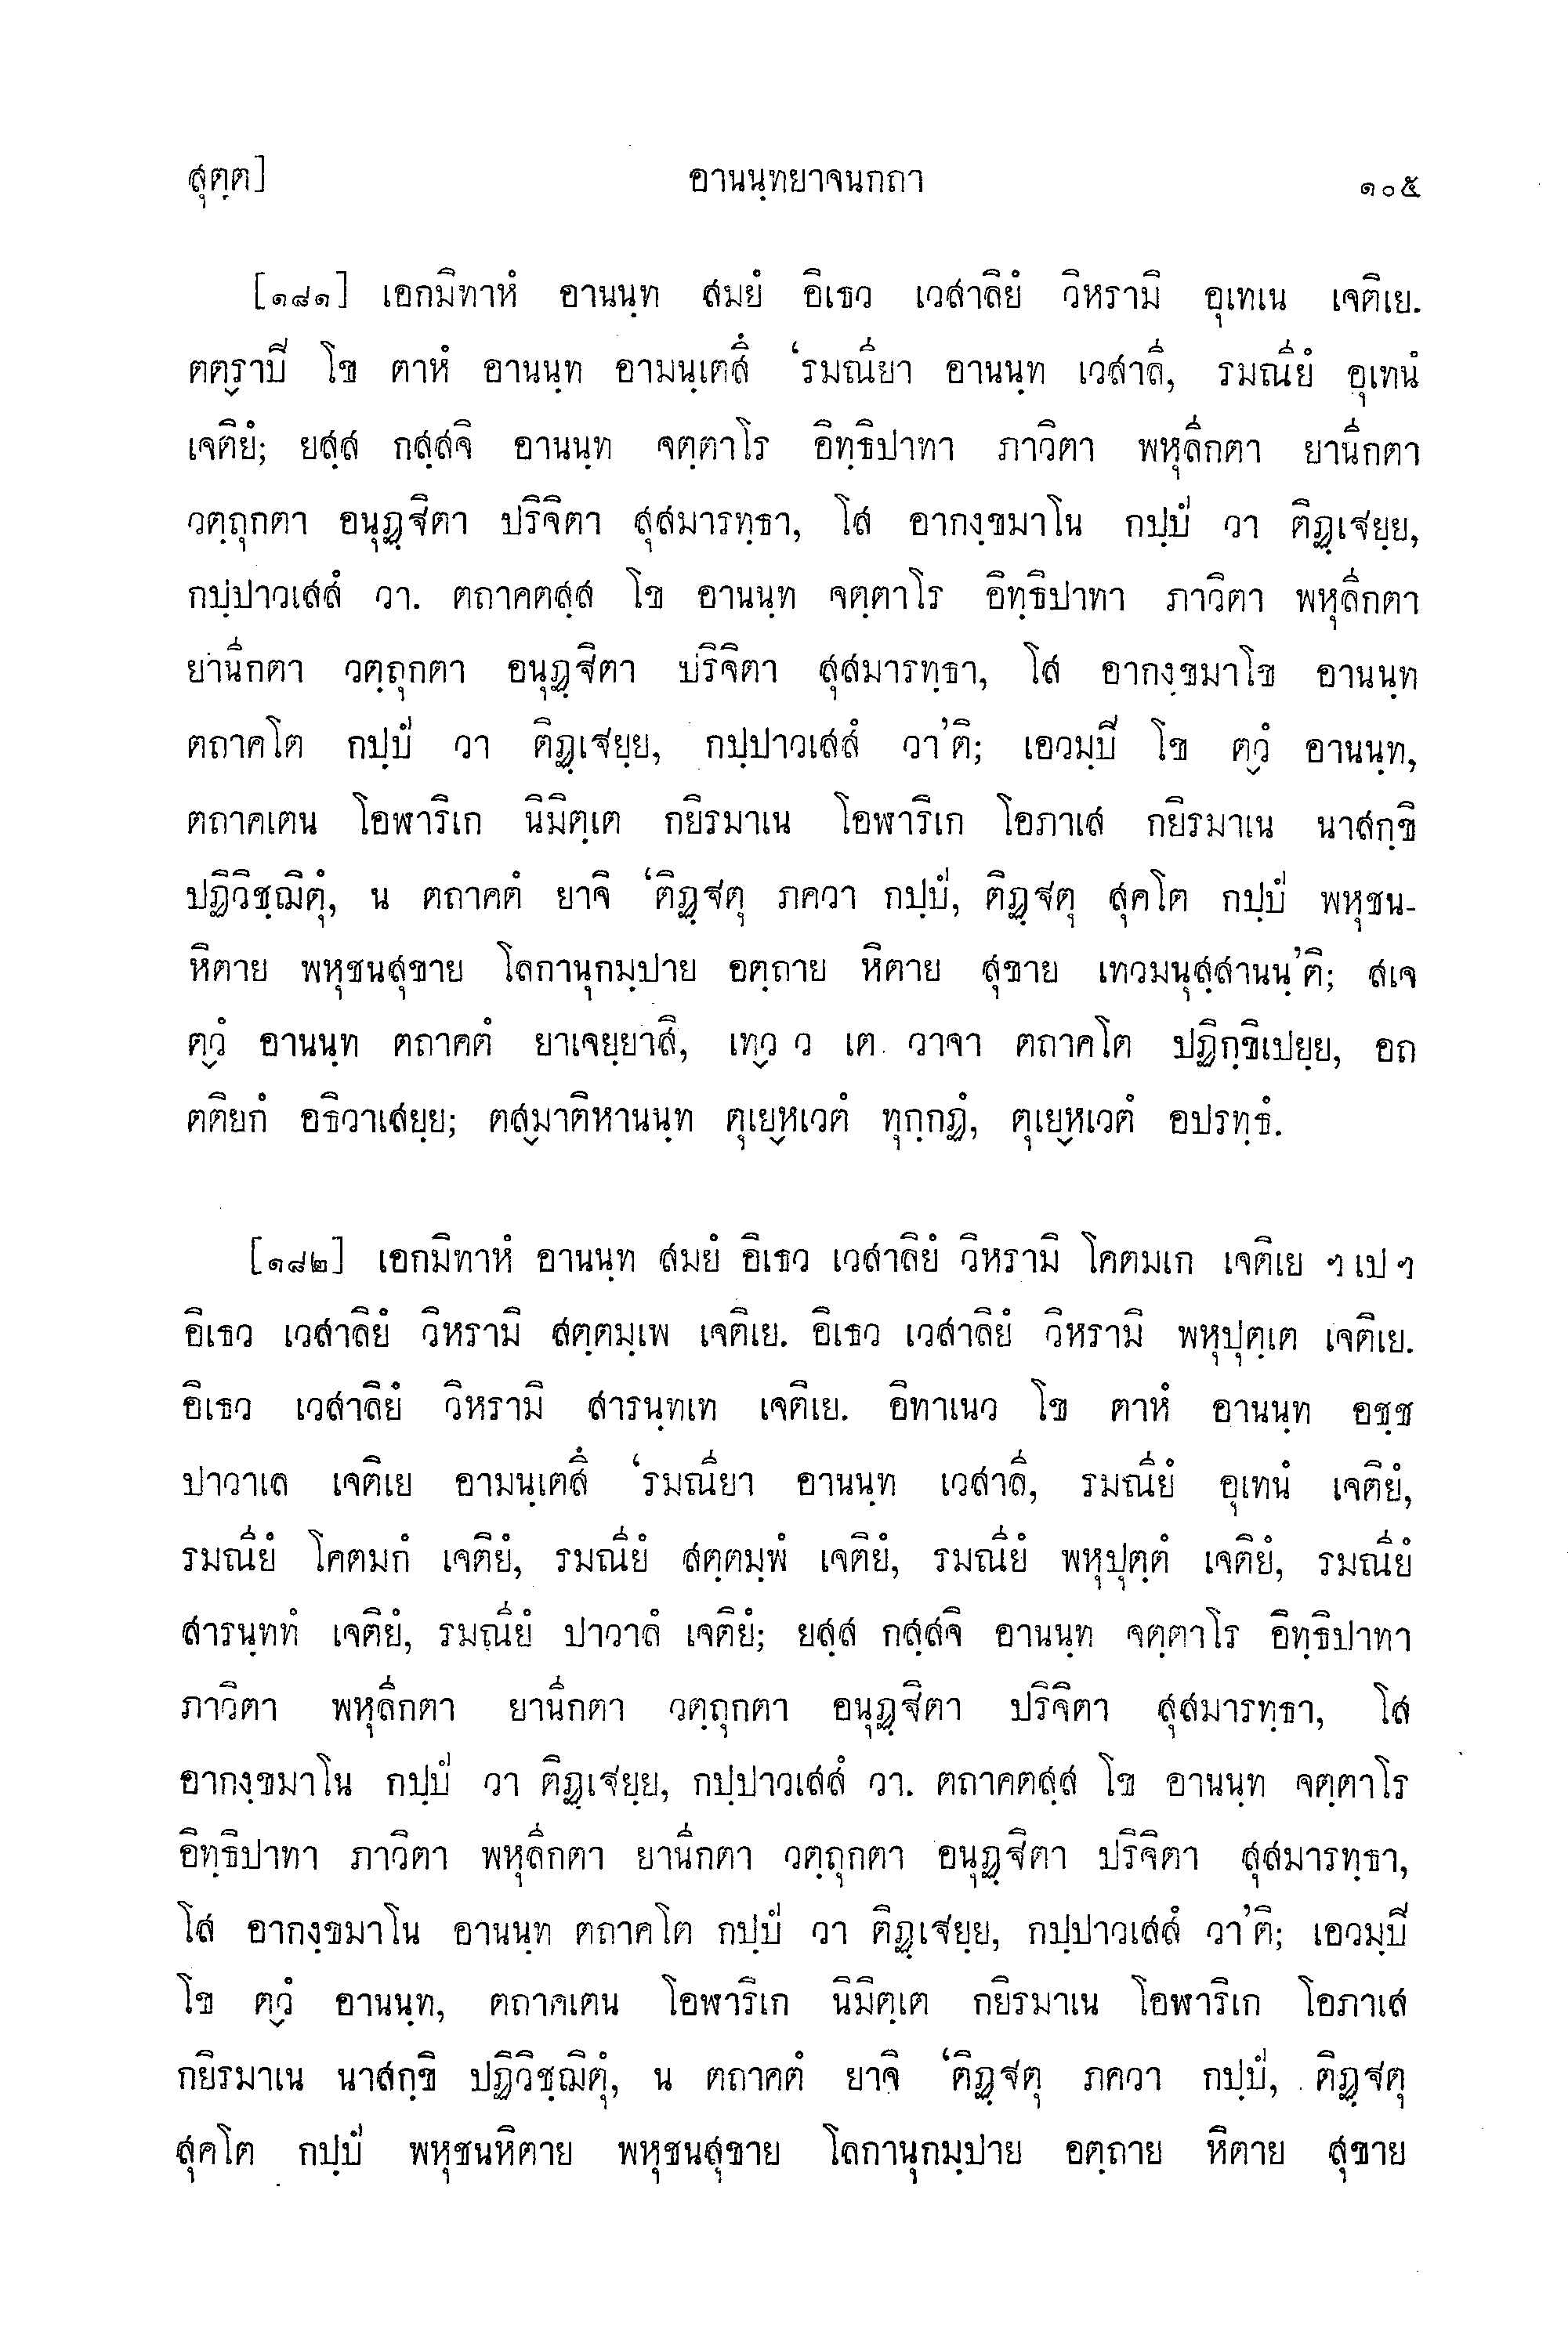 สุตฺต]
อานนฺทยาจนกถา
๑๐๕
[๑๘๑] เอกมิทาหํ อานนฺท สมยํ อิเธว เวสาลิยํ วิหรามิ อุเทเน เจติเย.
ตตฺราปิ โข ตาหํ อานนฺท อามนฺเตสึ ‘รมณียา อานนฺท เวสาลี, รมณียํ อุเทนํ
เจติยํ; ยสฺส กสฺสจิ อานนฺท จตฺตาโร อิทฺธิปาทา ภาวิตา พหุลีกตา ยานีกตา
วตฺถุกตา อนุฏฺฐิตา ปริจิตา สุสมารทฺธา, โส อากงฺขมาโน กปฺปํ วา ติฏฺเฐยฺย,
กปฺปาวเสสํ วา. ตถาคตสฺส โข อานนฺท จตฺตาโร อิทฺธิปาทา ภาวิตา พหุลีกตา
ยานีกตา วตฺถุกตา อนุฏฺฐิตา ปริจิตา สุสมารทฺธา, โส อากงฺขมาโข อานนฺท
ตถาคโต กปฺปํ วา ติฏฺเฐยฺย, กปฺปาวเสสํ วา’ติ; เอวมฺปิ โข ตฺวํ อานนฺท,
ตถาคเตน โอฬาริเก นิมิตฺเต กยิรมาเน โอฬาริเก โอภาเส กยิรมาเน นาสกฺขิ
ปฏิวิชฺฌิตุํ, น ตถาคตํ ยาจิ ‘ติฏฺฐตุ ภควา กปฺปํ, ติฏฺฐตุ สุคโต กปฺปํ พหุชน-
หิตาย พหุชนสุขาย โลกานุกมฺปาย อตฺถาย หิตาย สุขาย เทวมนุสฺสานนฺ’ติ; สเจ
ตฺวํ อานนฺท ตถาคตํ ยาเจยฺยาสิ, เทฺว ว เต วาจา ตถาคโต ปฏิกฺขิเปยฺย, อถ
ตติยกํ อธิวาเสยฺย; ตสฺมาติหานนฺท ตุเยฺหเวตํ ทุกฺกฏํ, ตุเยฺหเวตํ อปรทฺธํ.
[๑๘๒] เอกมิทาหํ อานนฺท สมยํ อิเธว เวสาลิยํ วิหรามิ โคตมเก เจติเย ฯ เป ฯ
อิเธว เวสาลิยํ วิหรามิ สตฺตมฺเพ เจติเย. อิเธว เวสาลิยํ วิหรามิ พหุปุตฺเต เจติเย.
อิเธว เวสาลิยํ วิหรามิ สารนฺทเท เจติเย. อิทาเนว โข ตาหํ อานนฺท อชฺช
ปาวาเล เจติเย อามนฺเตสึ ‘รมณียา อานนฺท เวสาลี, รมณียํ อุเทนํ เจติยํ,
รมณียํ โคตมกํ เจติยํ, รมณียํ สตฺตมฺพํ เจติยํ, รมณียํ พหุปุตฺตํ เจติยํ, รมณียํ
สารนฺททํ เจติยํ, รมณียํ ปาวาลํ เจติยํ; ยสฺส กสฺสจิ อานนฺท จตฺตาโร อิทฺธิปาทา
ภาวิตา พหุลีกตา ยานีกตา วตฺถุกตา อนุฏฺฐิตา ปริจิตา สุสมารทฺธา, โส
อากงฺขมาโน กปฺปํ วา ติฏฺเฐยฺย, กปฺปาวเสสํ วา. ตถาคตสฺส โข อานนฺท จตฺตาโร
อิทฺธิปาทา ภาวิตา พหุลีกตา ยานีกตา วตฺถุกตา อนุฏฺฐิตา ปริจิตา สุสมารทฺธา,
โส อากงฺขมาโน อานนฺท ตถาคโต กปฺปํ วา ติฏฺเฐยฺย, กปฺปาวเสสํ วา’ติ; เอวมฺปิ
โข ตฺวํ อานนฺท, ตถาคเตน โอฬาริเก นิมิตฺเต กยิรมาเน โอฬาริเก โอภาเส
กยิรมาเน นาสกฺขิ ปฏิวิชฺฌิตุํ, น ตถาคตํ ยาจิ ‘ติฏฺฐตุ ภควา กปฺปํ, ติฏฺฐตุ
สุคโต กปฺปํ พหุชนหิตาย พหุชนสุขาย โลกานุกมฺปาย อตฺถาย หิตาย สุขาย